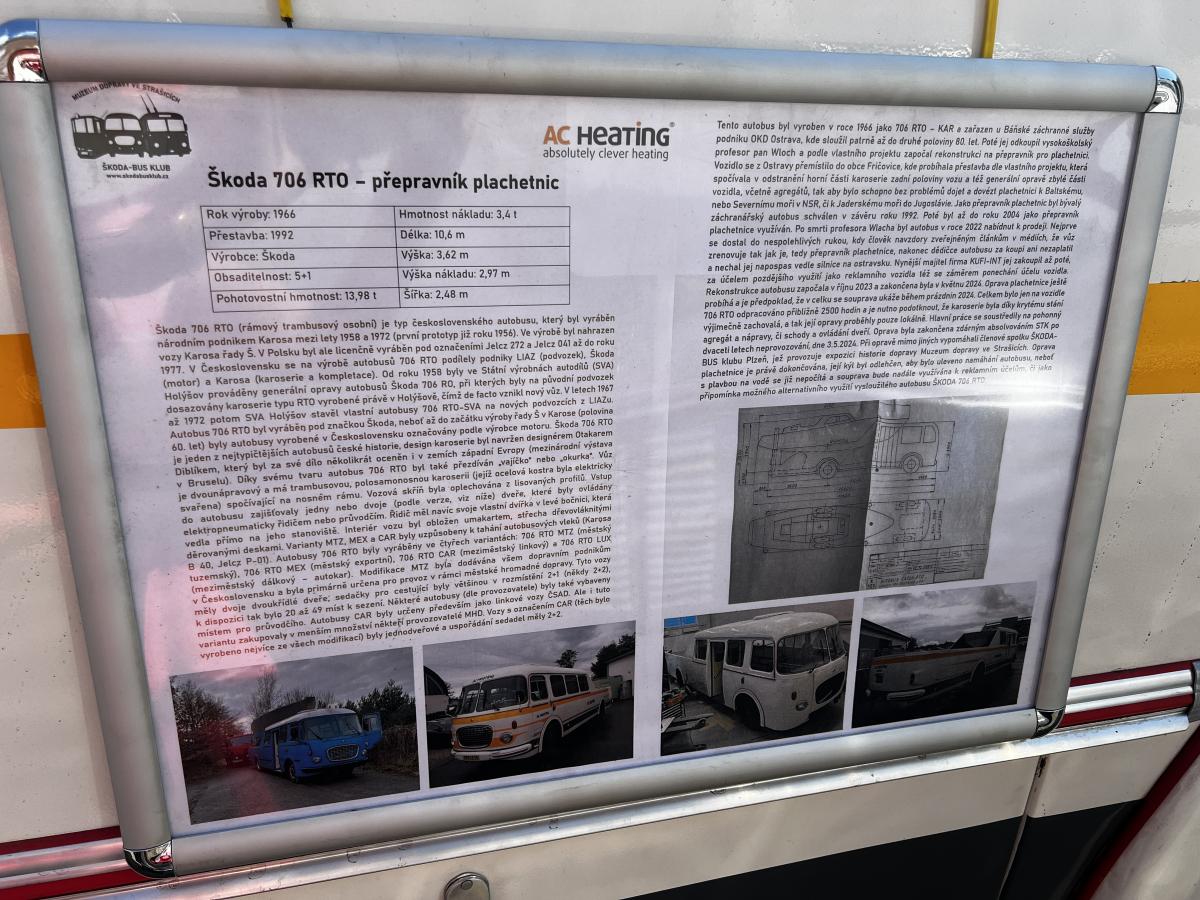 MUZEUM DOPRAVY VE STRAŠICÍCH
ŠKODA-BUS KLUB
www.skodabusklub.cz
AC HEATING®
absolutely clever heating
Škoda 706 RTO – přepravník plachetnic
Rok výroby: 1966 Hmotnost nákladu: 3,4 t
Přestavba: 1992 Délka: 10,6 m
Výrobce: Škoda Výška: 3,62 m
Obsaditelnost: 5+1 Výška nákladu: 2,97 m
Pohotovostní hmotnost: 13,98 t Šířka: 2,48 m
Škoda 706 RTO (rámový trambusový osobní) je typ československého autobusu, který byl vyráběn
národním podnikem Karosa mezi lety 1958 a 1972 (první prototyp již roku 1956). Ve výrobě byl nahrazen
vozy Karosa řady Š. V Polsku byl ale licenčně vyráběn pod označeními Jelcz 272 a Jelcz 041 až do roku
1977. V Československu se na výrobě autobusů 706 RTO podílely podniky LIAZ (podvozek), Škoda
(motor) a Karosa (karoserie a kompletace). Od roku 1958 byly ve Státní výrobnách autodílů (SVA)
Holýšov prováděny generální opravy autobusů Škoda 706 RO, při kterých byly na původní podvozek
dosazovány karoserie typu RTO vyrobené právě v Holýšově, čímž de facto vznikl nový vůz. V letech 1967
až 1972 potom SVA Holýšov stavěl vlastní autobusy 706 RTO-SVA na nových podvozcích z LIAZu.
Autobus 706 RTO byl vyráběn pod značkou Škoda, neboť až do začátku výroby řady Š v Karose (polovina
60. let) byly autobusy vyrobené v Československu označovány podle výrobce motoru. Škoda 706 RTO
je jeden z nejtypičtějších autobusů české historie, design karoserie byl navržen designérem Otakarem
Diblíkem, který byl za své dílo několikrát oceněn i v zemích západní Evropy (mezinárodní výstava
v Bruselu). Díky svému tvaru autobus 706 RTO byl také přezdíván „vajíčko" nebo „okurka". Vůz
je dvounápravový a má trambusovou, polosamonosnou karoserii (jejíž ocelová kostra byla elektricky
svařena) spočívající na nosném rámu. Vozová skříň byla oplechována z lisovaných profilů. Vstup
do autobusu zajišťovaly jedny nebo dvoje (podle verze, viz níže) dveře, které byly ovládány
elektropneumaticky řidičem nebo průvodčím. Řidič měl navíc svoje vlastní dvířka v levé bočnici, která
vedla přímo na jeho stanoviště. Interiér vozu byl obložen umakartem, střecha dřevovláknitými
děrovanými deskami. Varianty MTZ, MEX a CAR byly uzpůsobeny k tahání autobusových vleků (Karosa
B 40, Jelcz P-01). Autobusy 706 RTO byly vyráběny ve čtyřech variantách: 706 RTO MTZ (městský
tuzemský), 706 RTO MEX (městský exportní), 706 RTO CAR (meziměstský linkový) a 706 RTO LUX
(meziměstský dálkový – autokar). Modifikace MTZ byla dodávána všem dopravním podnikům
v Československu a byla primárně určena pro provoz v rámci městské hromadné dopravy. Tyto vozy
měly dvoje dvoukřídlé dveře, sedačky pro cestující byly většinou v rozmístění 2+1 (někdy 2+2),
k dispozici tak bylo 20 až 49 míst k sezení. Některé autobusy (dle provozovatele) byly také vybaveny
místem pro průvodčího. Autobusy CAR byly určeny především jako linkové vozy ČSAD. Ale i tuto
variantu zakupovaly v menším množství někteří provozovatelé MHD. Vozy s označením CAR (těch bylo
vyrobeno nejvíce ze všech modifikací) byly jednodveřové a uspořádání sedadel měly 2+2.
Tento autobus byl vyroben v roce 1966 jako 706 RTO – KAR a zařazen u Báňské záchranné služby
podniku OKD Ostrava, kde sloužil patrně až do druhé poloviny 80. let. Poté jej odkoupil vysokoškolský
profesor pan Wloch a podle vlastního projektu započal rekonstrukci na přepravník pro plachetnici.
Vozidlo se z Ostravy přemístilo do obce Fričovice, kde probíhala přestavba dle vlastního projektu, která
spočívala v odstranění horní části karoserie zadní poloviny vozu a též generální opravě zbylé části
vozidla, včetně agregátů, tak aby bylo schopno bez problémů dojet a dovézt plachetnici k Baltskému,
nebo Severnímu moři v NSR, či k Jaderskému moři do Jugoslávie. Jako přepravník plachetnic byl bývalý
záchranářský autobus schválen v závěru roku 1992. Poté byl až do roku 2004 jako přepravník
plachetnic využíván. Po smrti profesora Wlacha byl autobus v roce 2022 nabídnut k prodeji. Nejprve
se dostal do nespolehlivých rukou, kdy člověk navzdory zveřejněným článkům v médiích, že vůz
zrenovuje tak jak je, tedy přepravník plachetnice, nakonec dědičce autobusu za koupi ani nezaplatil
a nechal jej napospas vedle silnice na ostravsku. Nynější majitel firma KUFI-INT jej zakoupil až poté,
za účelem pozdějšího využití jako reklamního vozidla též se záměrem ponechání účelu vozidla.
Rekonstrukce autobusu započala v říjnu 2023 a zakončena byla v květnu 2024. Oprava plachetnice ještě
probíhá a je předpoklad, že v celku se souprava ukáže během prázdnin 2024. Celkem bylo jen na vozidle
706 RTO odpracováno přibližně 2500 hodin a je nutno podotknout, že karoserie byla díky krytému stání
výjimečně zachovalá, a tak její opravy proběhly pouze lokálně. Hlavní práce se soustředily na pohonný
agregát a nápravy, či schody a ovládání dveří. Oprava byla zakončena zdárným absolvováním STK po
dvaceti letech neprovozování, dne 3.5.2024. Při opravě mimo jiných vypomáhali členové spolku ŠKODA-
BUS klubu Plzeň, jež provozuje expozici historie dopravy Muzeum dopravy ve Strašicích. Oprava
plachetnice je právě dokončována, její kýl byl odlehčen, aby bylo uleveno namáhání autobusu, neboť
s plavbou na vodě se již nepočítá a souprava bude nadále využívána k reklamním účelům, či jako
připomínka možného alternativního využití vysloužilého autobusu ŠKODA 706 RTO.